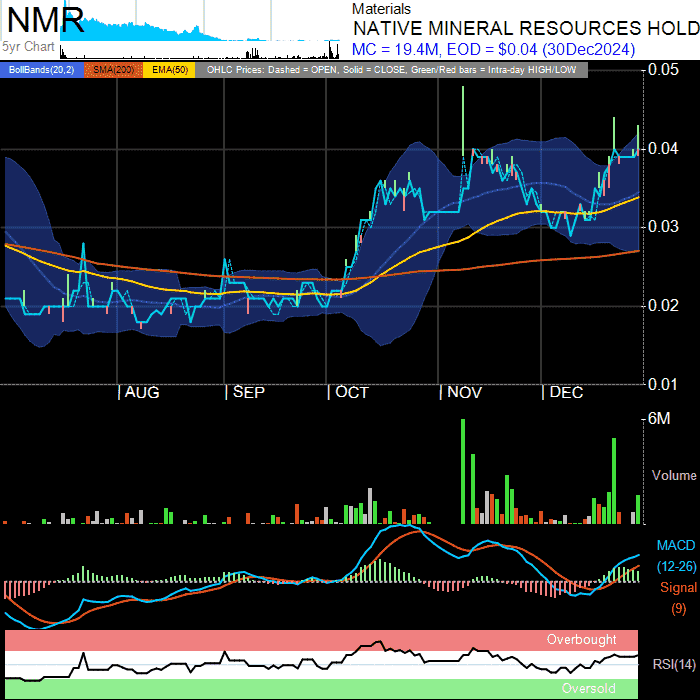 NMR
Materials
NATIVE MINERAL RESOURCES HOLD
MC = 19.4M, EOD = $0.04 (30Dec2024)
5yr Chart
BollBands(20,2) SMA(200) EMA(50) OHLC Prices: Dashed = OPEN, Solid = CLOSE, Green/Red bars = Intra-day HIGH/LOW
0.05
0.04
0.03
0.02
0.01
AUG SEP OCT NOV DEC
6M
Volume
MACD
(12-26)
Signal
(9)
Overbought
RSI(14)
Oversold